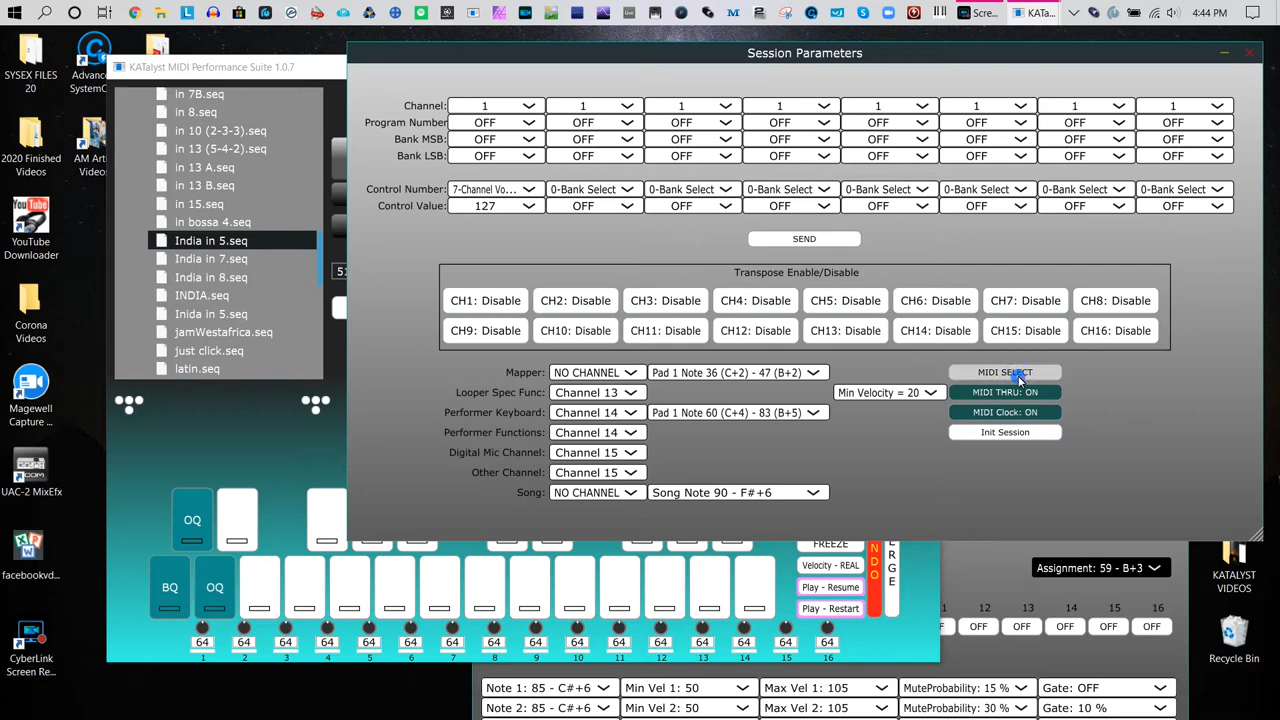 4:44 PM
Scre...
KATa...
SYSEX FILES 20
Advance SystemC
2020 Finished Videos
AM Arti Vide
YouTube Downloader
Corona Videos
Magewell Capture ...
UAC-2 MixEfx
facebookvd...
CyberLink Screen Re...
KATALYST VIDEOS
Recycle Bin
KATalyst MIDI Performance Suite 1.0.7
in 7B.seq
in 8.seq
in 10 (2-3-3).seq
in 13 (5-4-2).seq
in 13 A.seq
in 13 B.seq
in 15.seq
in bossa 4.seq
India in 5.seq
India in 7.seq
India in 8.seq
INDIA.seq
Inida in 5.seq
jamWestafrica.seq
just click.seq
latin.seq
51
Session Parameters
Channel: 1 1 1 1 1 1 1 1
Program Number OFF OFF OFF OFF OFF OFF OFF OFF
Bank MSB: OFF OFF OFF OFF OFF OFF OFF OFF
Bank LSB: OFF OFF OFF OFF OFF OFF OFF OFF
Control Number: 7-Channel Vo... 0-Bank Select 0-Bank Select 0-Bank Select 0-Bank Select 0-Bank Select 0-Bank Select 0-Bank Select
Control Value: 127 OFF OFF OFF OFF OFF OFF OFF
SEND
Transpose Enable/Disable
CH1: Disable CH2: Disable CH3: Disable CH4: Disable CH5: Disable CH6: Disable CH7: Disable CH8: Disable
CH9: Disable CH10: Disable CH11: Disable CH12: Disable CH13: Disable CH14: Disable CH15: Disable CH16: Disable
Mapper: NO CHANNEL Pad 1 Note 36 (C+2) - 47 (B+2) MIDI SELECT
Looper Spec Func: Channel 13 Min Velocity = 20 MIDI THRU: ON
Performer Keyboard: Channel 14 Pad 1 Note 60 (C+4) - 83 (B+5) MIDI Clock: ON
Performer Functions: Channel 14 Init Session
Digital Mic Channel: Channel 15
Other Channel: Channel 15
Song: NO CHANNEL Song Note 90 - F#+6
OQ
BQ OQ
FREEZE
Velocity - REAL
Play - Resume
Play - Restart
NDO
ERGE
64 64 64 64 64 64 64 64 64 64 64 64 64 64 64 64
1 2 3 4 5 6 7 8 9 10 11 12 13 14 15 16
Assignment: 59 - B+3
1 12 13 14 15 16
F OFF OFF OFF OFF OFF
Note 1: 85 - C#+6 Min Vel 1: 50 Max Vel 1: 105 MuteProbability: 15 % Gate: OFF
Note 2: 85 - C#+6 Min Vel 2: 50 Max Vel 2: 105 MuteProbability: 30 % Gate: 10 %